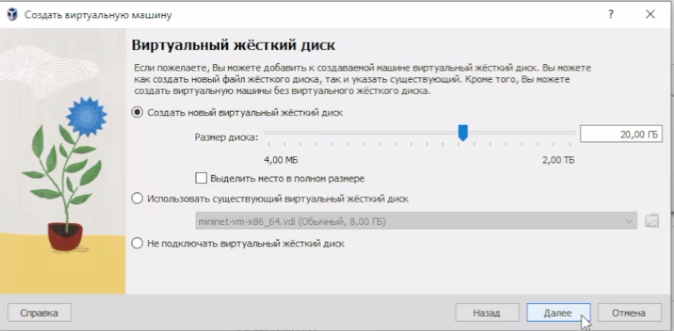 Создать виртуальную машину
Виртуальный жёсткий диск
Если пожелаете, Вы можете добавить к создаваемой машине виртуальный жёсткий диск. Вы можете
как создать новый файл жёсткого диска, так и указать существующий. Кроме того, Вы можете
создать виртуальную машины без виртуального жёсткого диска.
Создать новый виртуальный жёсткий диск
Размер диска:
20,00 ГБ
4,00 МБ
2,00 ТБ
Выделить место в полном размере
Использовать существующий виртуальный жёсткий диск
mininet-vm-x86_64.vdi (Обычный, 8,00 ГБ)
Не подключать виртуальный жёсткий диск
Справка
Назад
Далее
Отмена